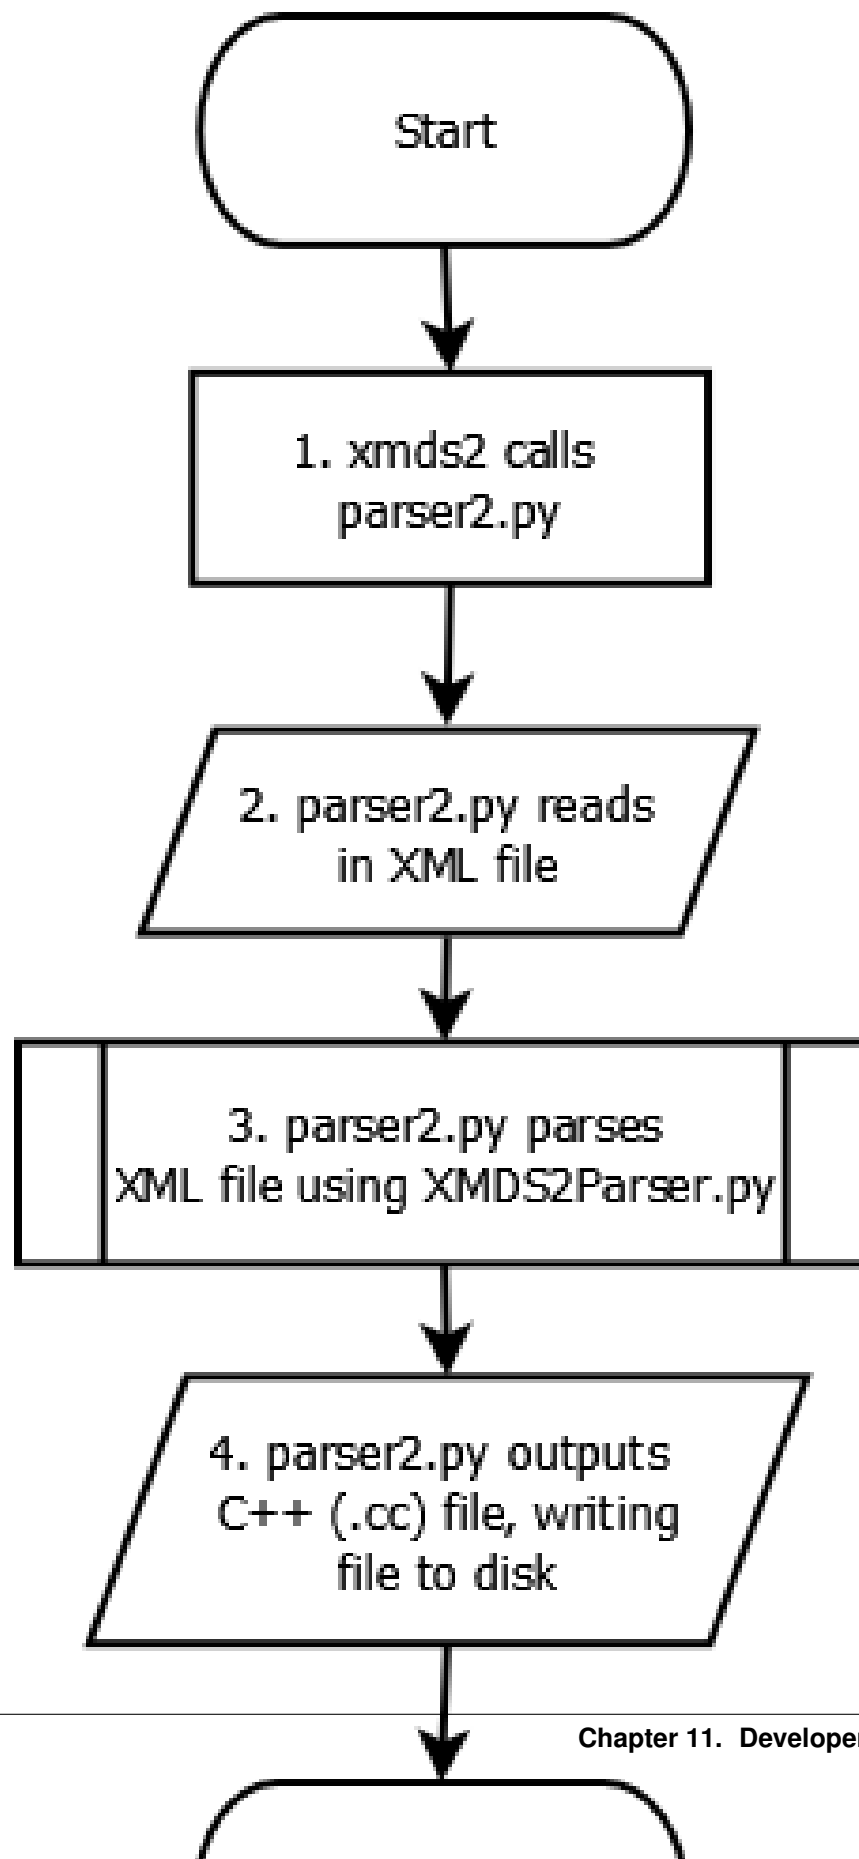 Start
1. xmds2 calls
parser2.py
2. parser2.py reads
in XML file
3. parser2.py parses
XML file using XMDS2Parser.py
4. parser2.py outputs
C++ (.cc) file, writing
file to disk
Chapter 11. Developer